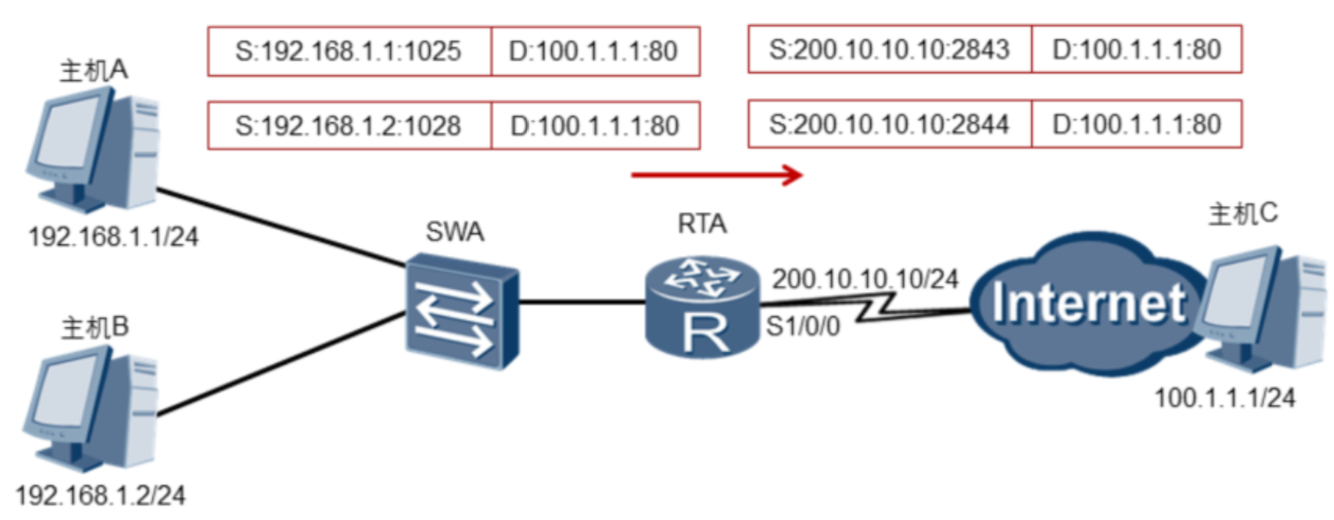 S:192.168.1.1:1025 D:100.1.1.1:80 S:200.10.10.10:2843 D:100.1.1.1:80
主机A
S:192.168.1.2:1028 D:100.1.1.1:80 S:200.10.10.10:2844 D:100.1.1.1:80
192.168.1.1/24
SWA
RTA
主机C
200.10.10.10/24
Internet
R
S1/0/0
主机B
100.1.1.1/24
192.168.1.2/24